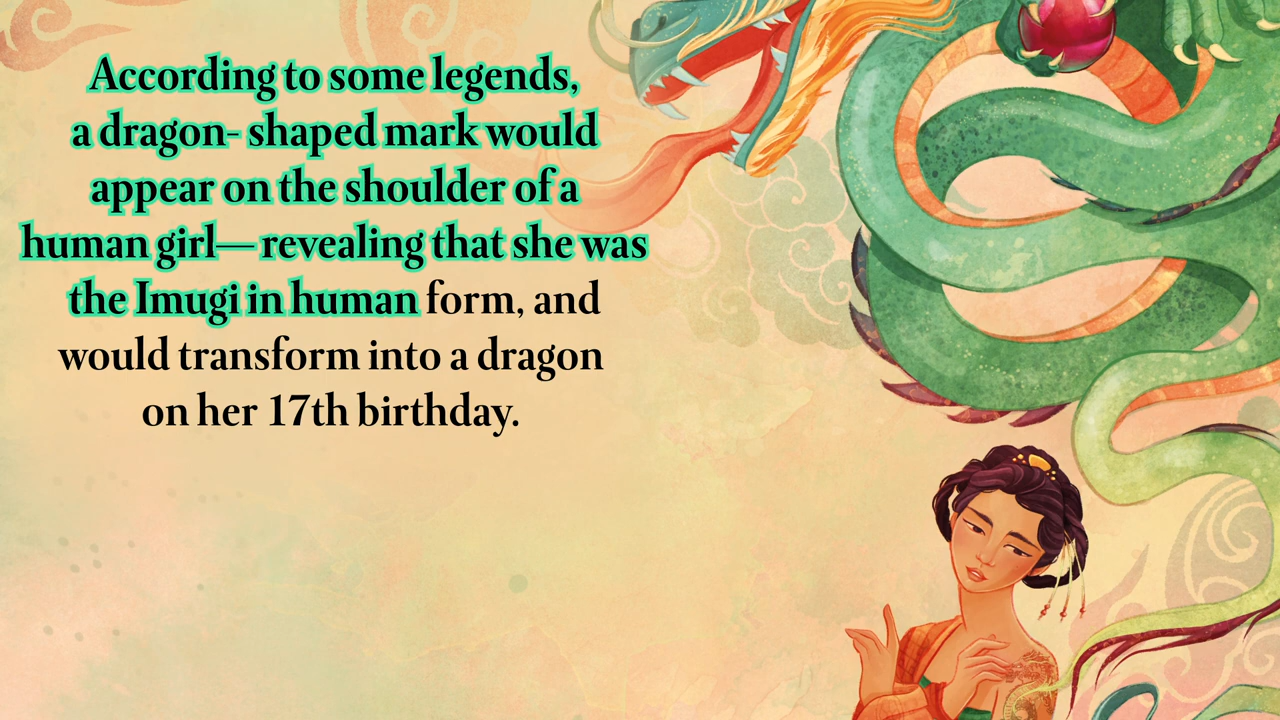 According to some legends,
a dragon- shaped mark would
appear on the shoulder of a
human girl— revealing that she was
the Imugi in human form, and
would transform into a dragon
on her 17th birthday.